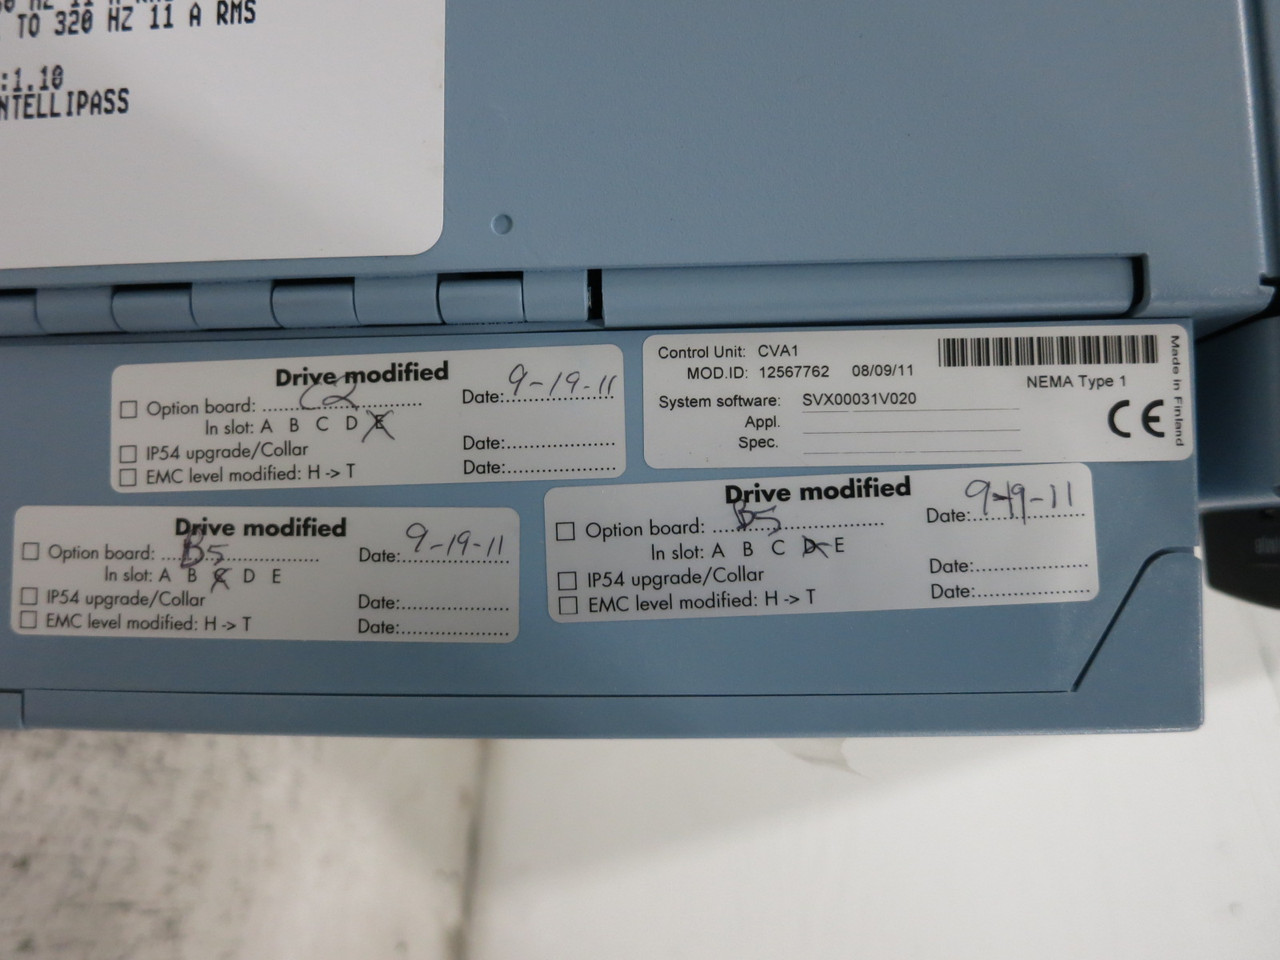 TO 320 HZ 11 A RMS
:1.10
NTELLIPASS
Drive modified
Option board: C2 Date: 9-19-11
In slot: A B C D E
IP54 upgrade/Collar Date:
EMC level modified: H -> T Date:
Control Unit: CVA1
MOD.ID: 12567762 08/09/11
NEMA Type 1
System software: SVX00031V020
Appl.
Spec.
CE
Made in Finland
Drive modified
Option board: B5 Date: 9-19-11
In slot: A B C D E
IP54 upgrade/Collar Date:
EMC level modified: H -> T Date:
Drive modified
Option board: B5 Date: 9-19-11
In slot: A B C D E
IP54 upgrade/Collar Date:
EMC level modified: H -> T Date: